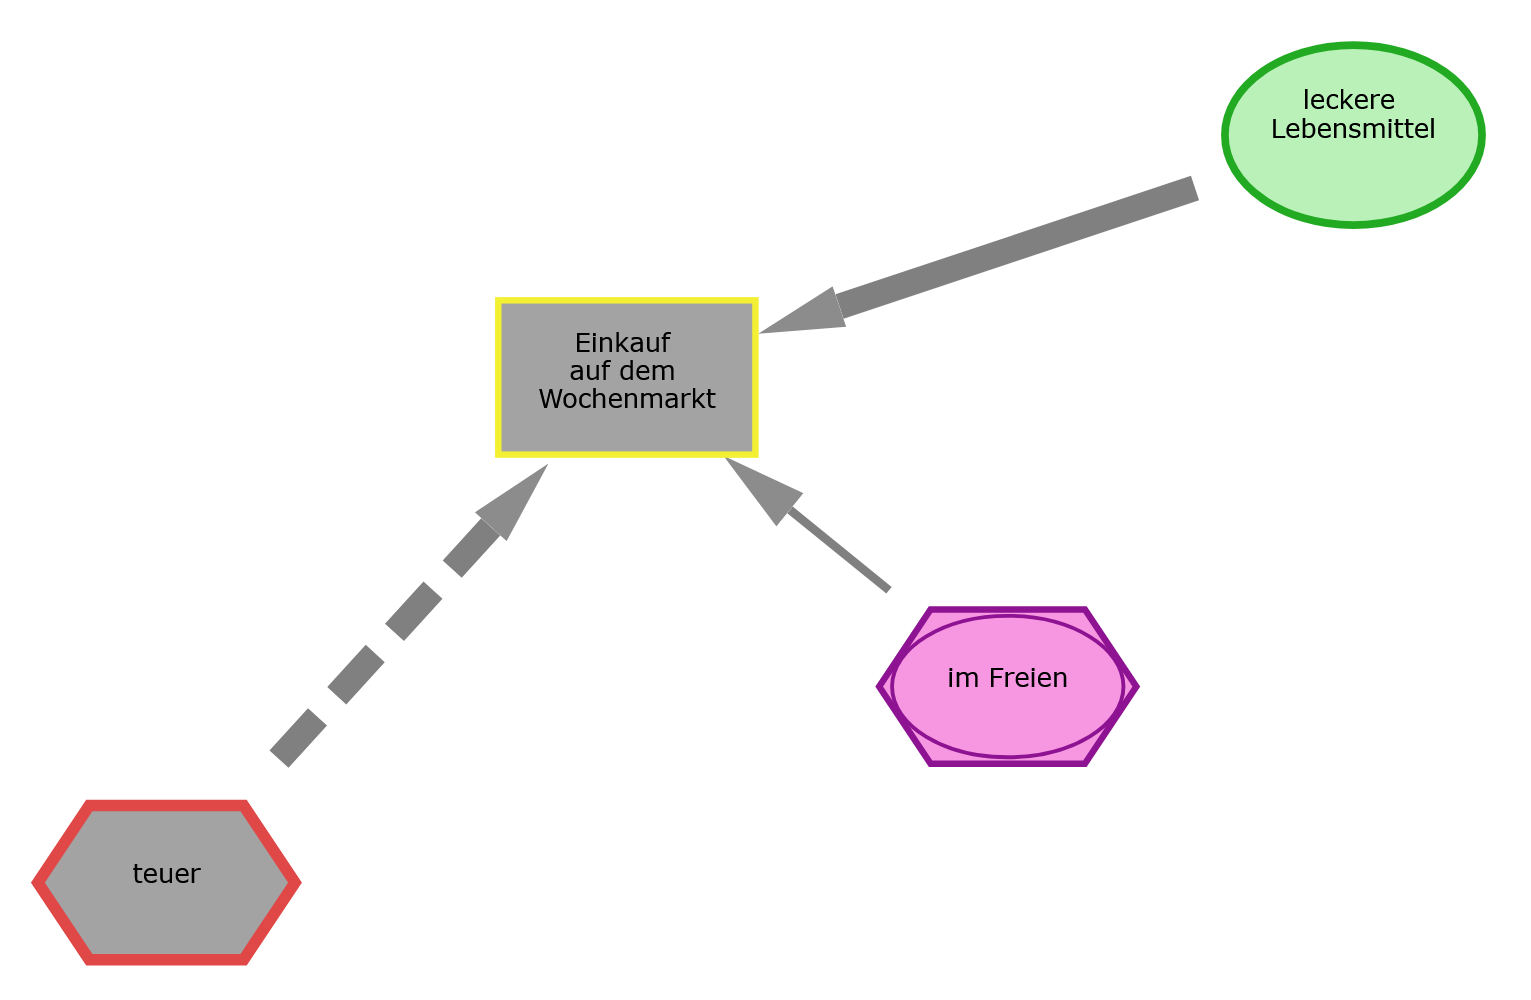 leckere
Lebensmittel
Einkauf
auf dem
Wochenmarkt
im Freien
teuer